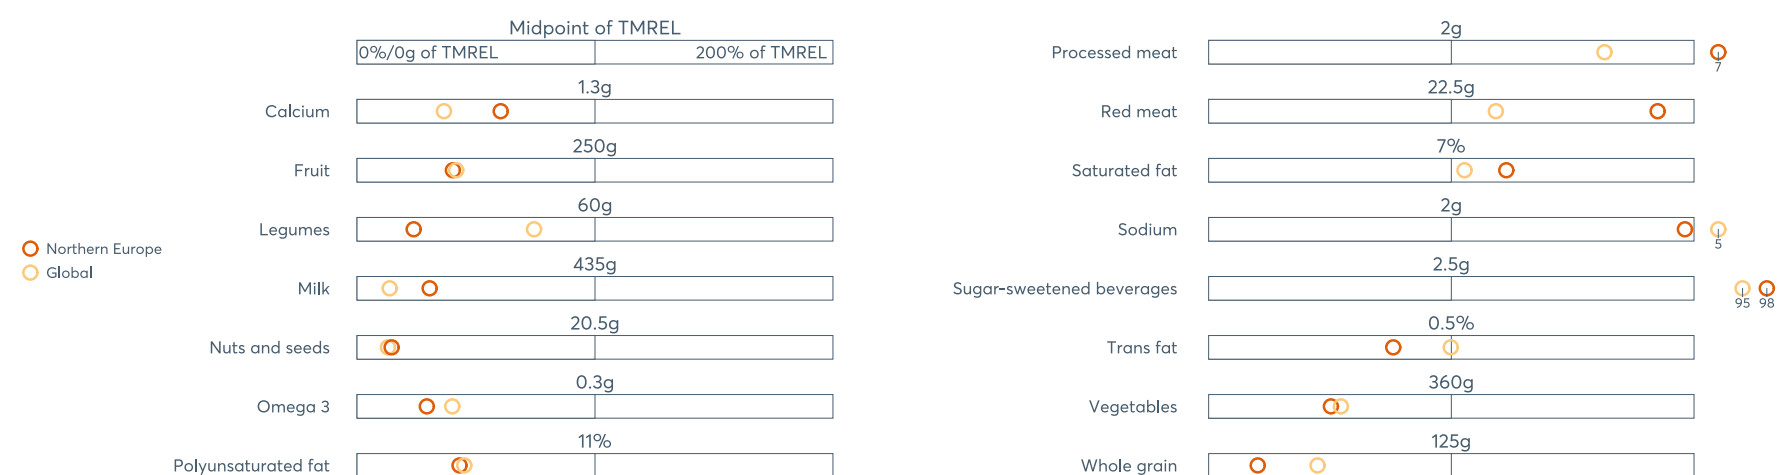 Midpoint of TMREL
0%/0g of TMREL 200% of TMREL
1.3g
Calcium
250g
Fruit
60g
Legumes
435g
Milk
20.5g
Nuts and seeds
0.3g
Omega 3
11%
Polyunsaturated fat
Northern Europe
Global
2g
Processed meat
7
22.5g
Red meat
7%
Saturated fat
2g
Sodium
5
2.5g
Sugar-sweetened beverages
95 98
0.5%
Trans fat
360g
Vegetables
125g
Whole grain